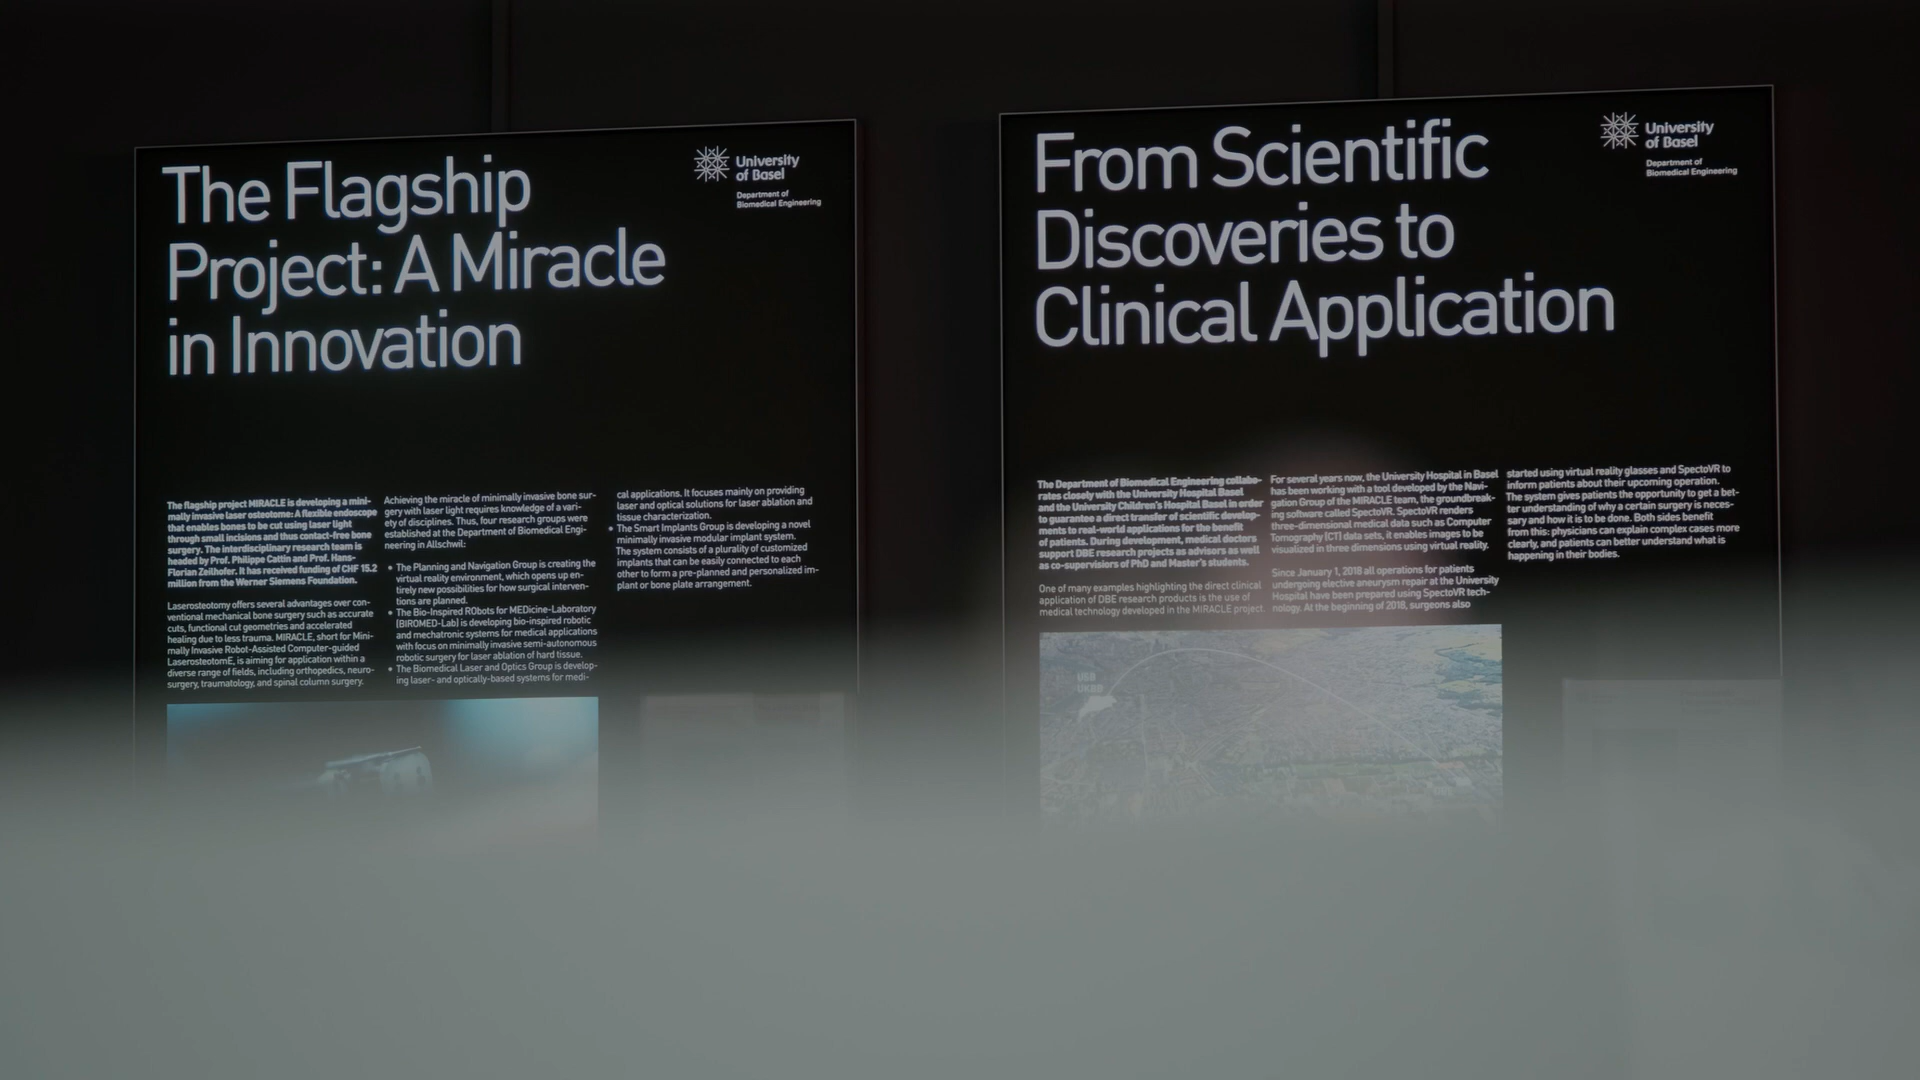 The Flagship
Project: A Miracle
in Innovation
University
of Basel
Department of
Biomedical Engineering
The flagship project MIRACLE is developing a mini-
mally invasive laser osteotome: A flexible endoscope
that enables bones to be cut using laser light
through small incisions and thus contact-free bone
surgery. The interdisciplinary research team is
headed by Prof. Philippe Cattin and Prof. Hans-
Florian Zeilhofer. It has received funding of CHF 15.2
million from the Werner Siemens Foundation.
Laserosteotomy offers several advantages over con-
ventional mechanical bone surgery such as accurate
cuts, functional cut geometries and accelerated
healing due to less trauma. MIRACLE, short for Mini-
mally Invasive Robot-Assisted Computer-guided
LaserosteotomE, is aiming for application within a
diverse range of fields, including orthopedics, neuro-
surgery, traumatology, and spinal column surgery.
Achieving the miracle of minimally invasive bone sur-
gery with laser light requires knowledge of a vari-
ety of disciplines. Thus, four research groups were
established at the Department of Biomedical Engi-
neering in Allschwil:
• The Planning and Navigation Group is creating the
virtual reality environment, which opens up en-
tirely new possibilities for how surgical interven-
tions are planned.
• The Bio-Inspired RObots for MEDicine-Laboratory
(BIROMED-Lab) is developing bio-inspired robotic
and mechatronic systems for medical applications
with focus on minimally invasive semi-autonomous
robotic surgery for laser ablation of hard tissue.
• The Biomedical Laser and Optics Group is develop-
ing laser- and optically-based systems for medi-
cal applications. It focuses mainly on providing
laser and optical solutions for laser ablation and
tissue characterization.
• The Smart Implants Group is developing a novel
minimally invasive modular implant system.
The system consists of a plurality of customized
implants that can be easily connected to each
other to form a pre-planned and personalized im-
plant or bone plate arrangement.
From Scientific
Discoveries to
Clinical Application
University
of Basel
Department of
Biomedical Engineering
The Department of Biomedical Engineering collabo-
rates closely with the University Hospital Basel
and the University Children's Hospital Basel in order
to guarantee a direct transfer of scientific develop-
ments to real-world applications for the benefit
of patients. During development, medical doctors
support DBE research projects as advisors as well
as co-supervisiors of PhD and Master's students.
One of many examples highlighting the direct clinical
application of DBE research products is the use of
medical technology developed in the MIRACLE project.
For several years now, the University Hospital in Basel
has been working with a tool developed by the Navi-
gation Group of the MIRACLE team, the groundbreak-
ing software called SpectoVR. SpectoVR renders
three-dimensional medical data such as Computer
Tomography (CT) data sets, it enables images to be
visualized in three dimensions using virtual reality.
Since January 1, 2018 all operations for patients
undergoing elective aneurysm repair at the University
Hospital have been prepared using SpectoVR tech-
nology. At the beginning of 2018, surgeons also
started using virtual reality glasses and SpectoVR to
inform patients about their upcoming operation.
The system gives patients the opportunity to get a bet-
ter understanding of why a certain surgery is neces-
sary and how it is to be done. Both sides benefit
from this: physicians can explain complex cases more
clearly, and patients can better understand what is
happening in their bodies.
USB
UKBB